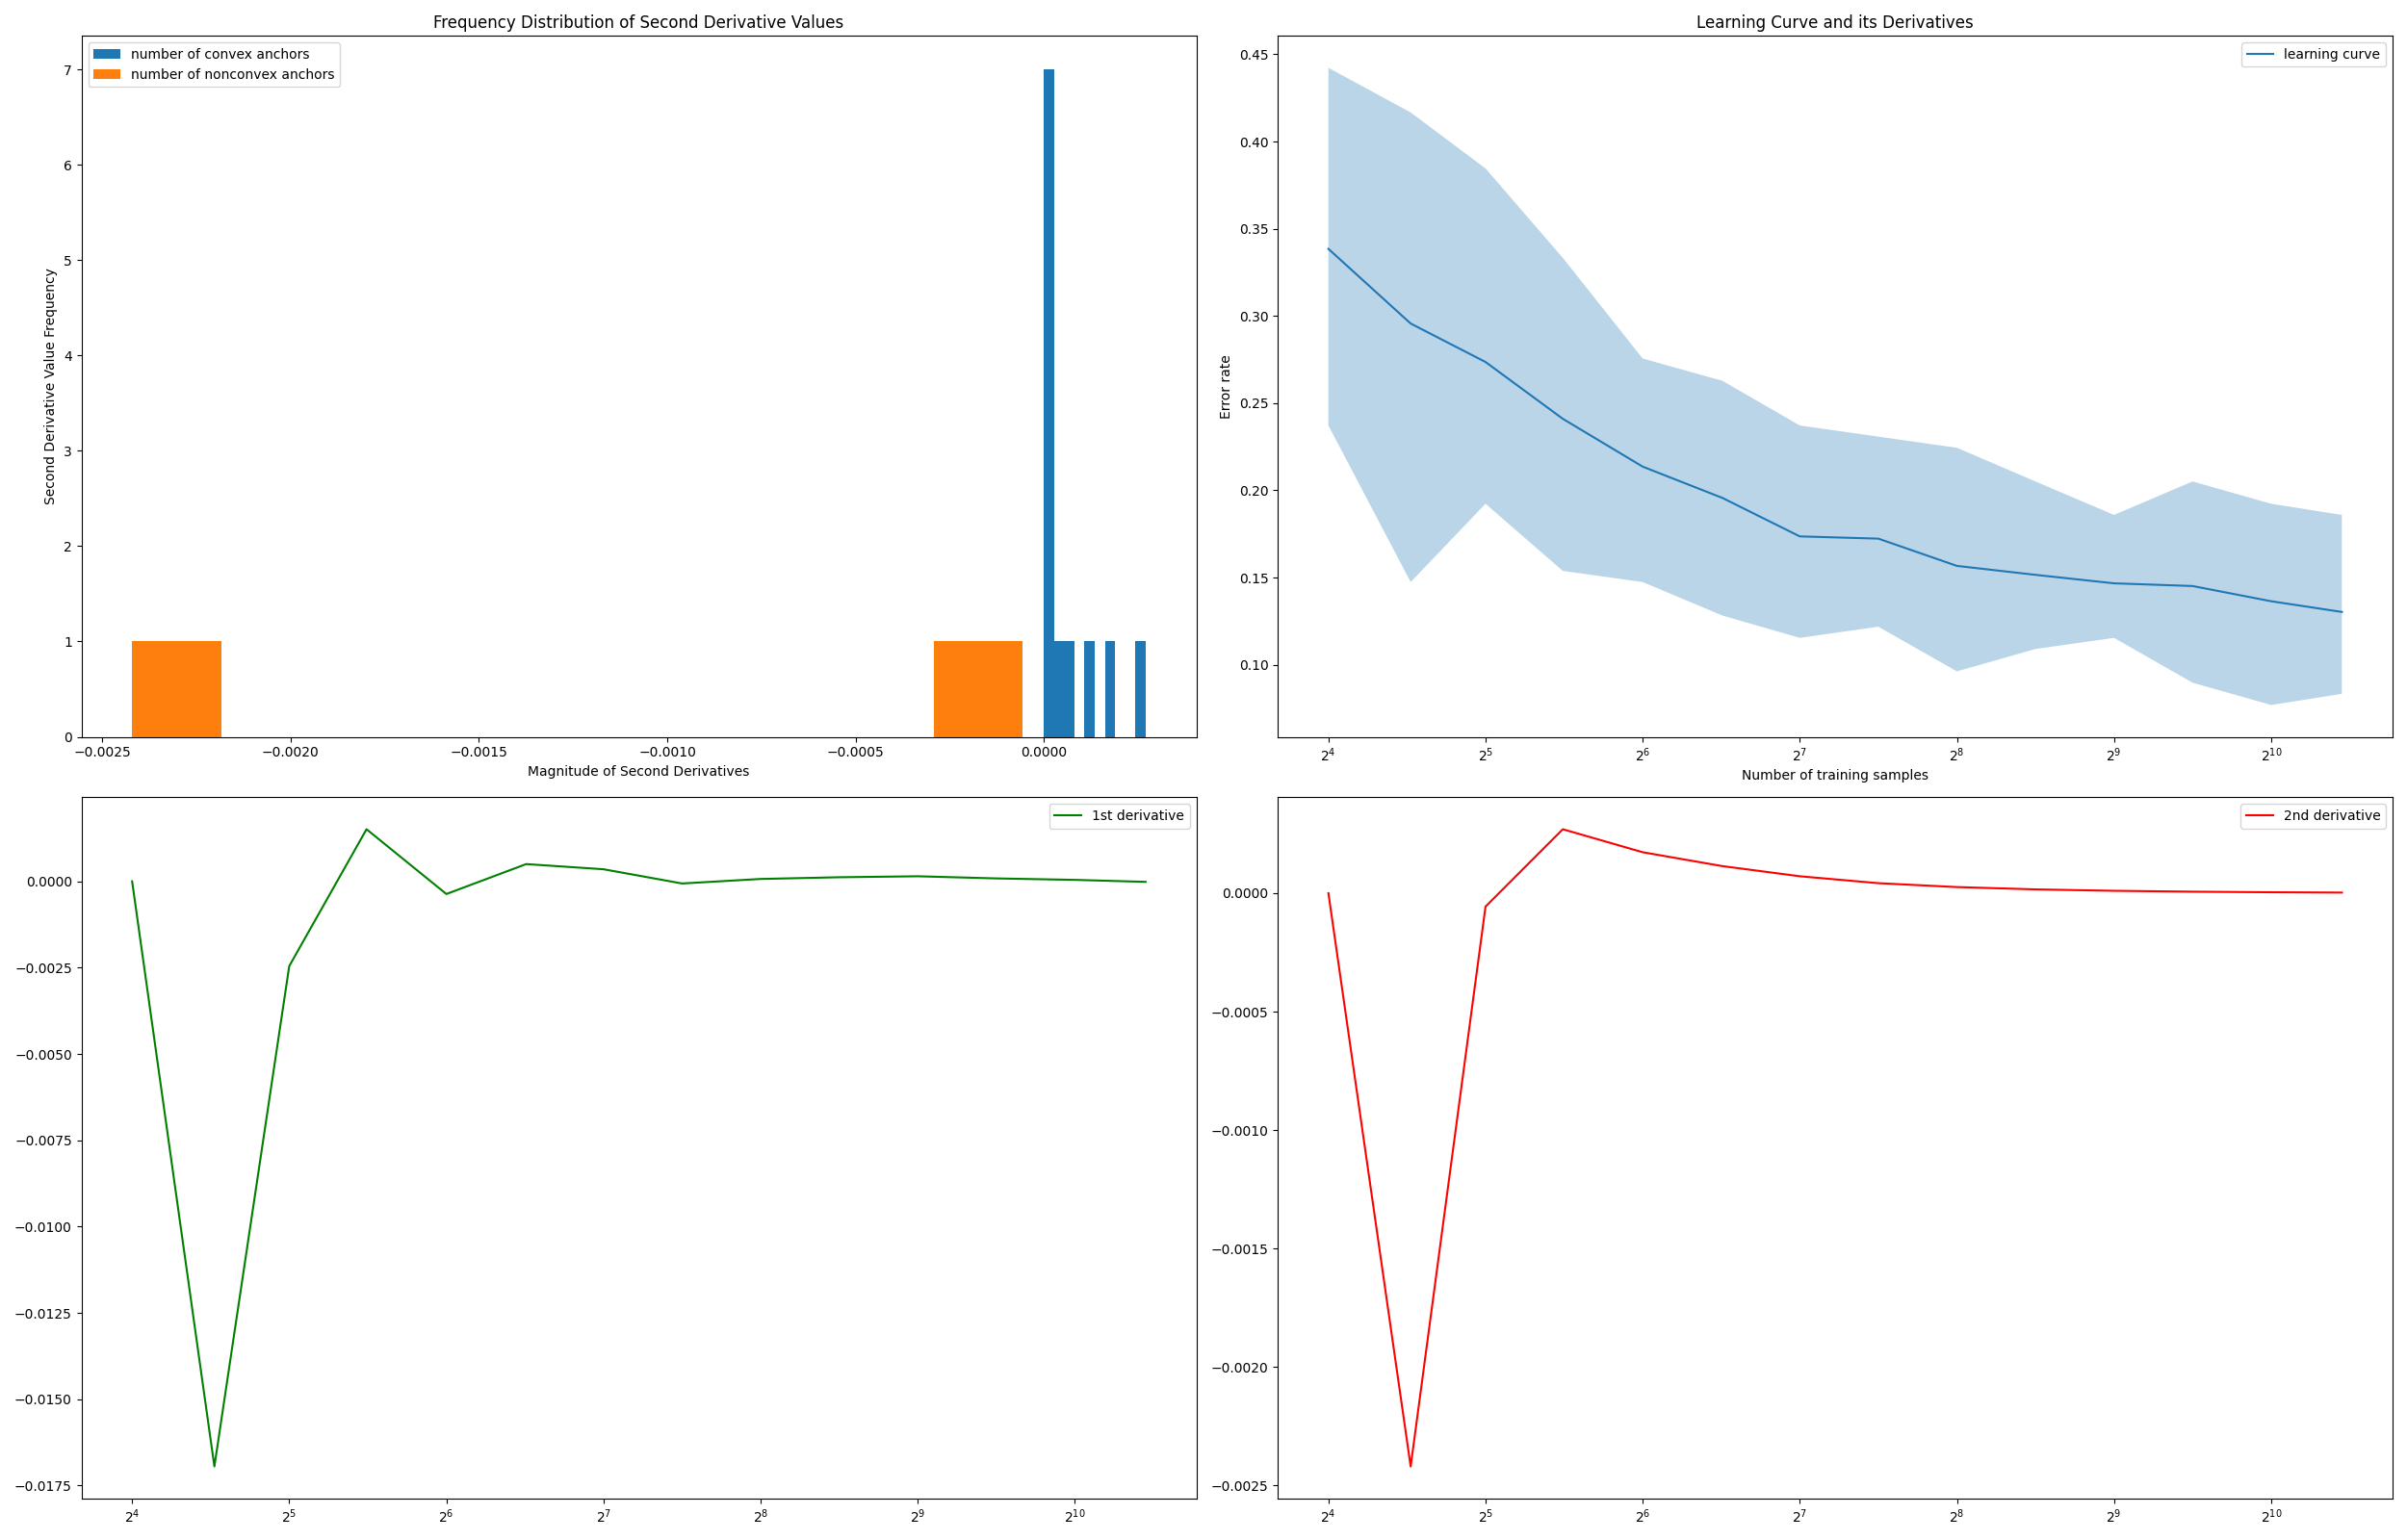 Frequency Distribution of Second Derivative Values
number of convex anchors
number of nonconvex anchors
7
6
5
4
3
2
1
0
Second Derivative Value Frequency
−0.0025 −0.0020 −0.0015 −0.0010 −0.0005 0.0000
Magnitude of Second Derivatives
Learning Curve and its Derivatives
learning curve
0.45
0.40
0.35
0.30
0.25
0.20
0.15
0.10
Error rate
2⁴ 2⁵ 2⁶ 2⁷ 2⁸ 2⁹ 2¹⁰
Number of training samples
1st derivative
0.0000
−0.0025
−0.0050
−0.0075
−0.0100
−0.0125
−0.0150
−0.0175
2⁴ 2⁵ 2⁶ 2⁷ 2⁸ 2⁹ 2¹⁰
2nd derivative
0.0000
−0.0005
−0.0010
−0.0015
−0.0020
−0.0025
2⁴ 2⁵ 2⁶ 2⁷ 2⁸ 2⁹ 2¹⁰